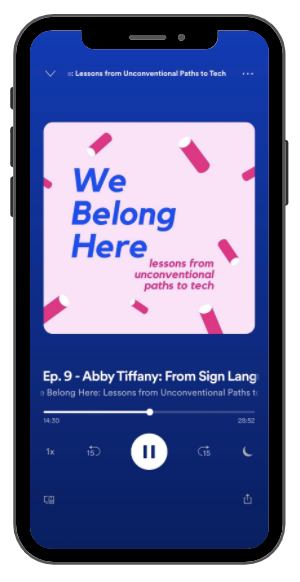 e: Lessons from Unconventional Paths to Tech
We
Belong
Here
lessons from
unconventional
paths to tech
Ep. 9 - Abby Tiffany: From Sign Lang
e Belong Here: Lessons from Unconventional Paths t
14:30
28:52
1x
15
15